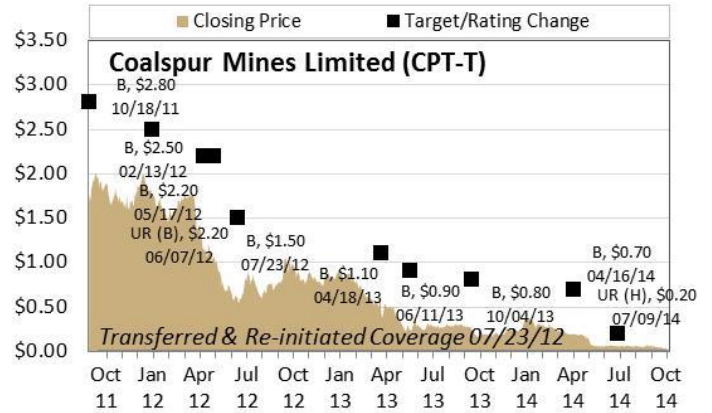 Closing Price Target/Rating Change
Coalspur Mines Limited (CPT-T)
$3.50
$3.00
$2.50
$2.00
$1.50
$1.00
$0.50
$0.00
B, $2.80
10/18/11
B, $2.50
02/13/12
B, $2.20
05/17/12
UR (B), $2.20
06/07/12
B, $1.50
07/23/12
B, $1.10
04/18/13
B, $0.90
06/11/13
B, $0.80
10/04/13
B, $0.70
04/16/14
UR (H), $0.20
07/09/14
Transferred & Re-initiated Coverage 07/23/12
Oct Jan Apr Jul Oct Jan Apr Jul Oct Jan Apr Jul Oct
11 12 12 12 12 13 13 13 13 14 14 14 14